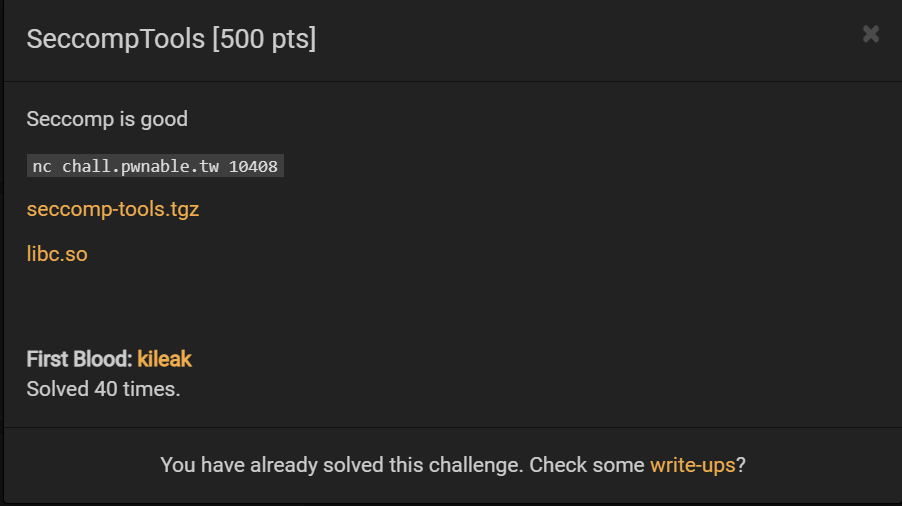 SeccompTools [500 pts]
Seccomp is good
nc chall.pwnable.tw 10408
seccomp-tools.tgz
libc.so
First Blood: kileak
Solved 40 times.
You have already solved this challenge. Check some write-ups?